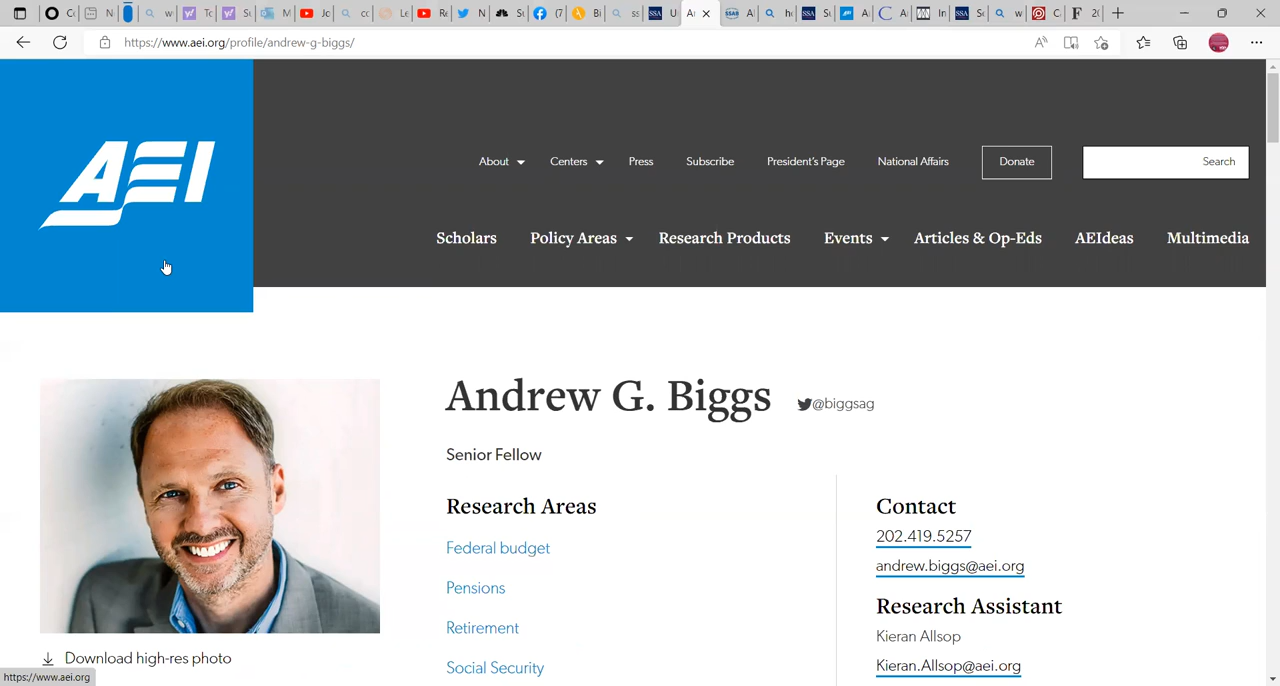 https://www.aei.org/profile/andrew-g-biggs/
AEI
About
Centers
Press
Subscribe
President's Page
National Affairs
Donate
Search
Scholars
Policy Areas
Research Products
Events
Articles & Op-Eds
AEIdeas
Multimedia
Andrew G. Biggs
@biggsag
Senior Fellow
Research Areas
Federal budget
Pensions
Retirement
Social Security
Contact
202.419.5257
andrew.biggs@aei.org
Research Assistant
Kieran Allsop
Kieran.Allsop@aei.org
Download high-res photo
https://www.aei.org